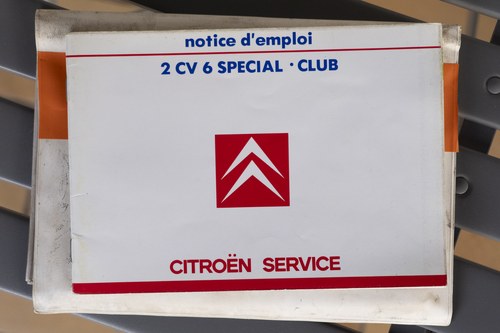 notice d'emploi
2 CV 6 SPECIAL · CLUB
CITROËN SERVICE